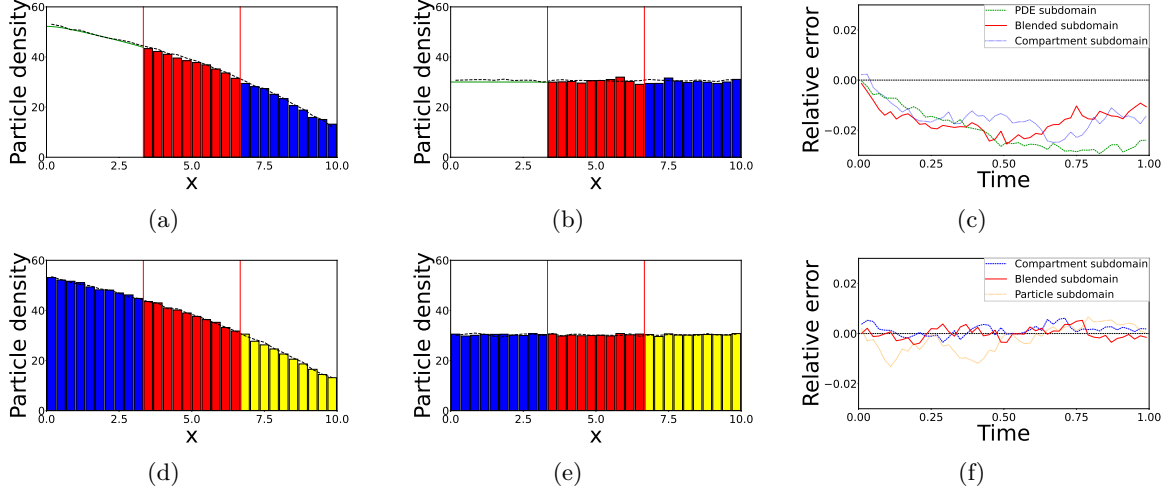 Particle density
60
40
20
0
0.0 2.5 5.0 7.5 10.0
x
(a)
Particle density
60
40
20
0
0.0 2.5 5.0 7.5 10.0
x
(b)
Relative error
0.02
0.00
−0.02
0.00 0.25 0.50 0.75 1.00
Time
PDE subdomain
Blended subdomain
Compartment subdomain
(c)
Particle density
60
40
20
0
0.0 2.5 5.0 7.5 10.0
x
(d)
Particle density
60
40
20
0
0.0 2.5 5.0 7.5 10.0
x
(e)
Relative error
0.02
0.00
−0.02
0.00 0.25 0.50 0.75 1.00
Time
Compartment subdomain
Blended subdomain
Particle subdomain
(f)